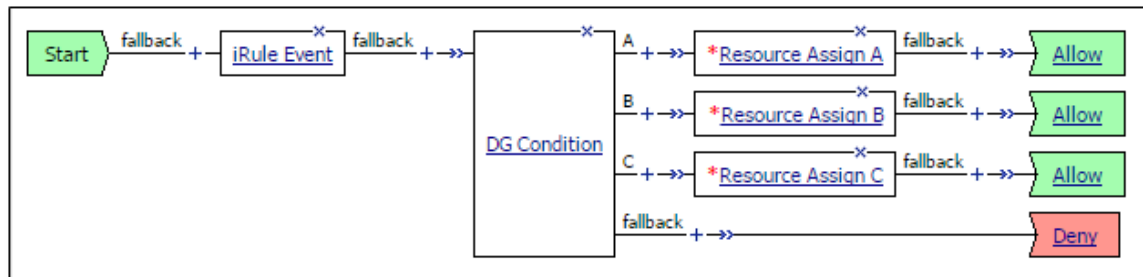 Start
fallback
iRule Event
fallback
DG Condition
A
*Resource Assign A
fallback
Allow
B
*Resource Assign B
fallback
Allow
C
*Resource Assign C
fallback
Allow
fallback
Deny